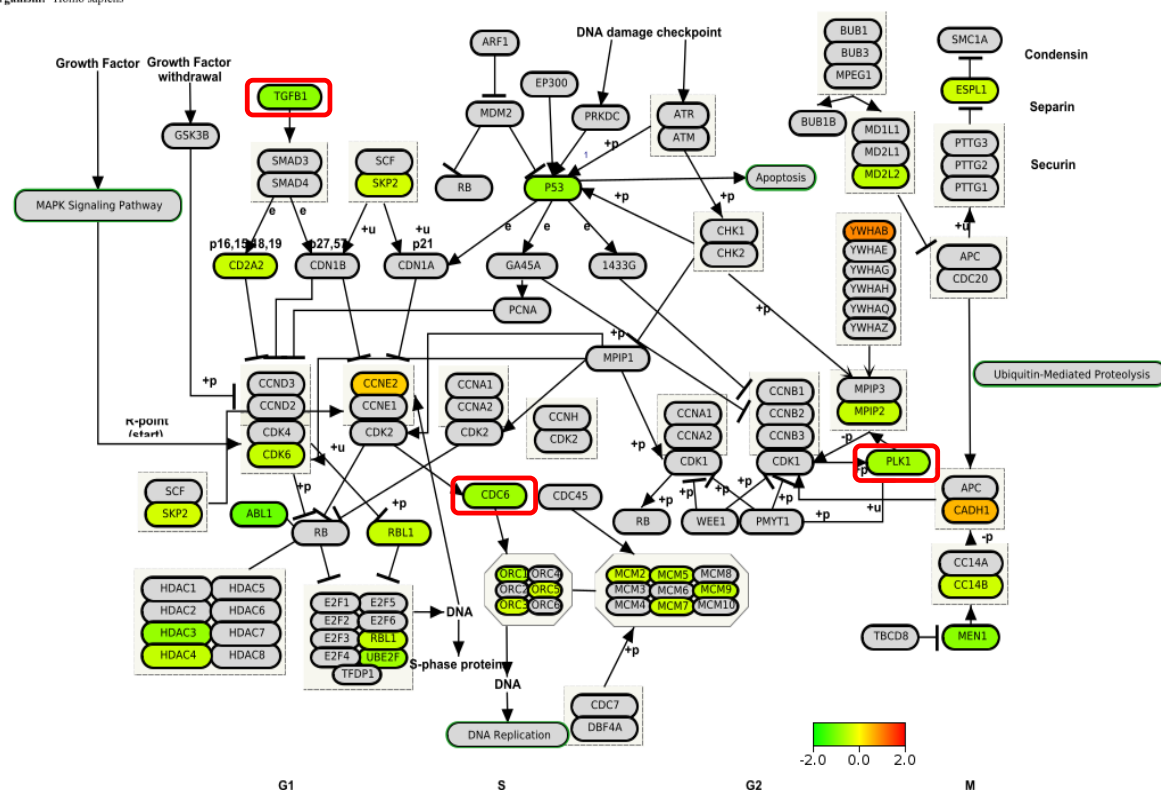 Homo sapiens
Growth Factor
Growth Factor
withdrawal
TGFB1
GSK3B
SMAD3
SMAD4
SCF
SKP2
MAPK Signaling Pathway
e
e
+u
+u
p16,15,18,19
p27,57
p21
CD2A2
CDN1B
CDN1A
ARF1
MDM2
RB
EP300
DNA damage checkpoint
PRKDC
ATR
ATM
+p
1
P53
Apoptosis
+p
e
e
e
+p
GA45A
1433G
PCNA
CHK1
CHK2
+p
+p
MPIP1
BUB1
BUB3
MPEG1
BUB1B
MD1L1
MD2L1
MD2L2
SMC1A
Condensin
ESPL1
Separin
PTTG3
PTTG2
PTTG1
Securin
+u
APC
CDC20
YWHAB
YWHAE
YWHAG
YWHAH
YWHAQ
YWHAZ
Ubiquitin-Mediated Proteolysis
+p
CCND3
CCND2
CDK4
CDK6
R-point
(start)
CCNE2
CCNE1
CDK2
+u
CCNA1
CCNA2
CDK2
CCNH
CDK2
+p
CCNA1
CCNA2
CDK1
CCNB1
CCNB2
CCNB3
CDK1
MPIP3
MPIP2
-p
+p
PLK1
SCF
SKP2
+p
+p
ABL1
RB
RBL1
CDC6
CDC45
+p
RB
+p
WEE1
+p
PMYT1
+p
+u
APC
CADH1
-p
CC14A
CC14B
TBCD8
MEN1
HDAC1
HDAC5
HDAC2
HDAC6
HDAC3
HDAC7
HDAC4
HDAC8
E2F1
E2F5
E2F2
E2F6
E2F3
RBL1
E2F4
UBE2F
TFDP1
DNA
S-phase protein
ORC1
ORC4
ORC2
ORC5
ORC3
ORC6
MCM2
MCM5
MCM8
MCM3
MCM6
MCM9
MCM4
MCM7
MCM10
+p
DNA
CDC7
DBF4A
DNA Replication
-2.0 0.0 2.0
G1 S G2 M